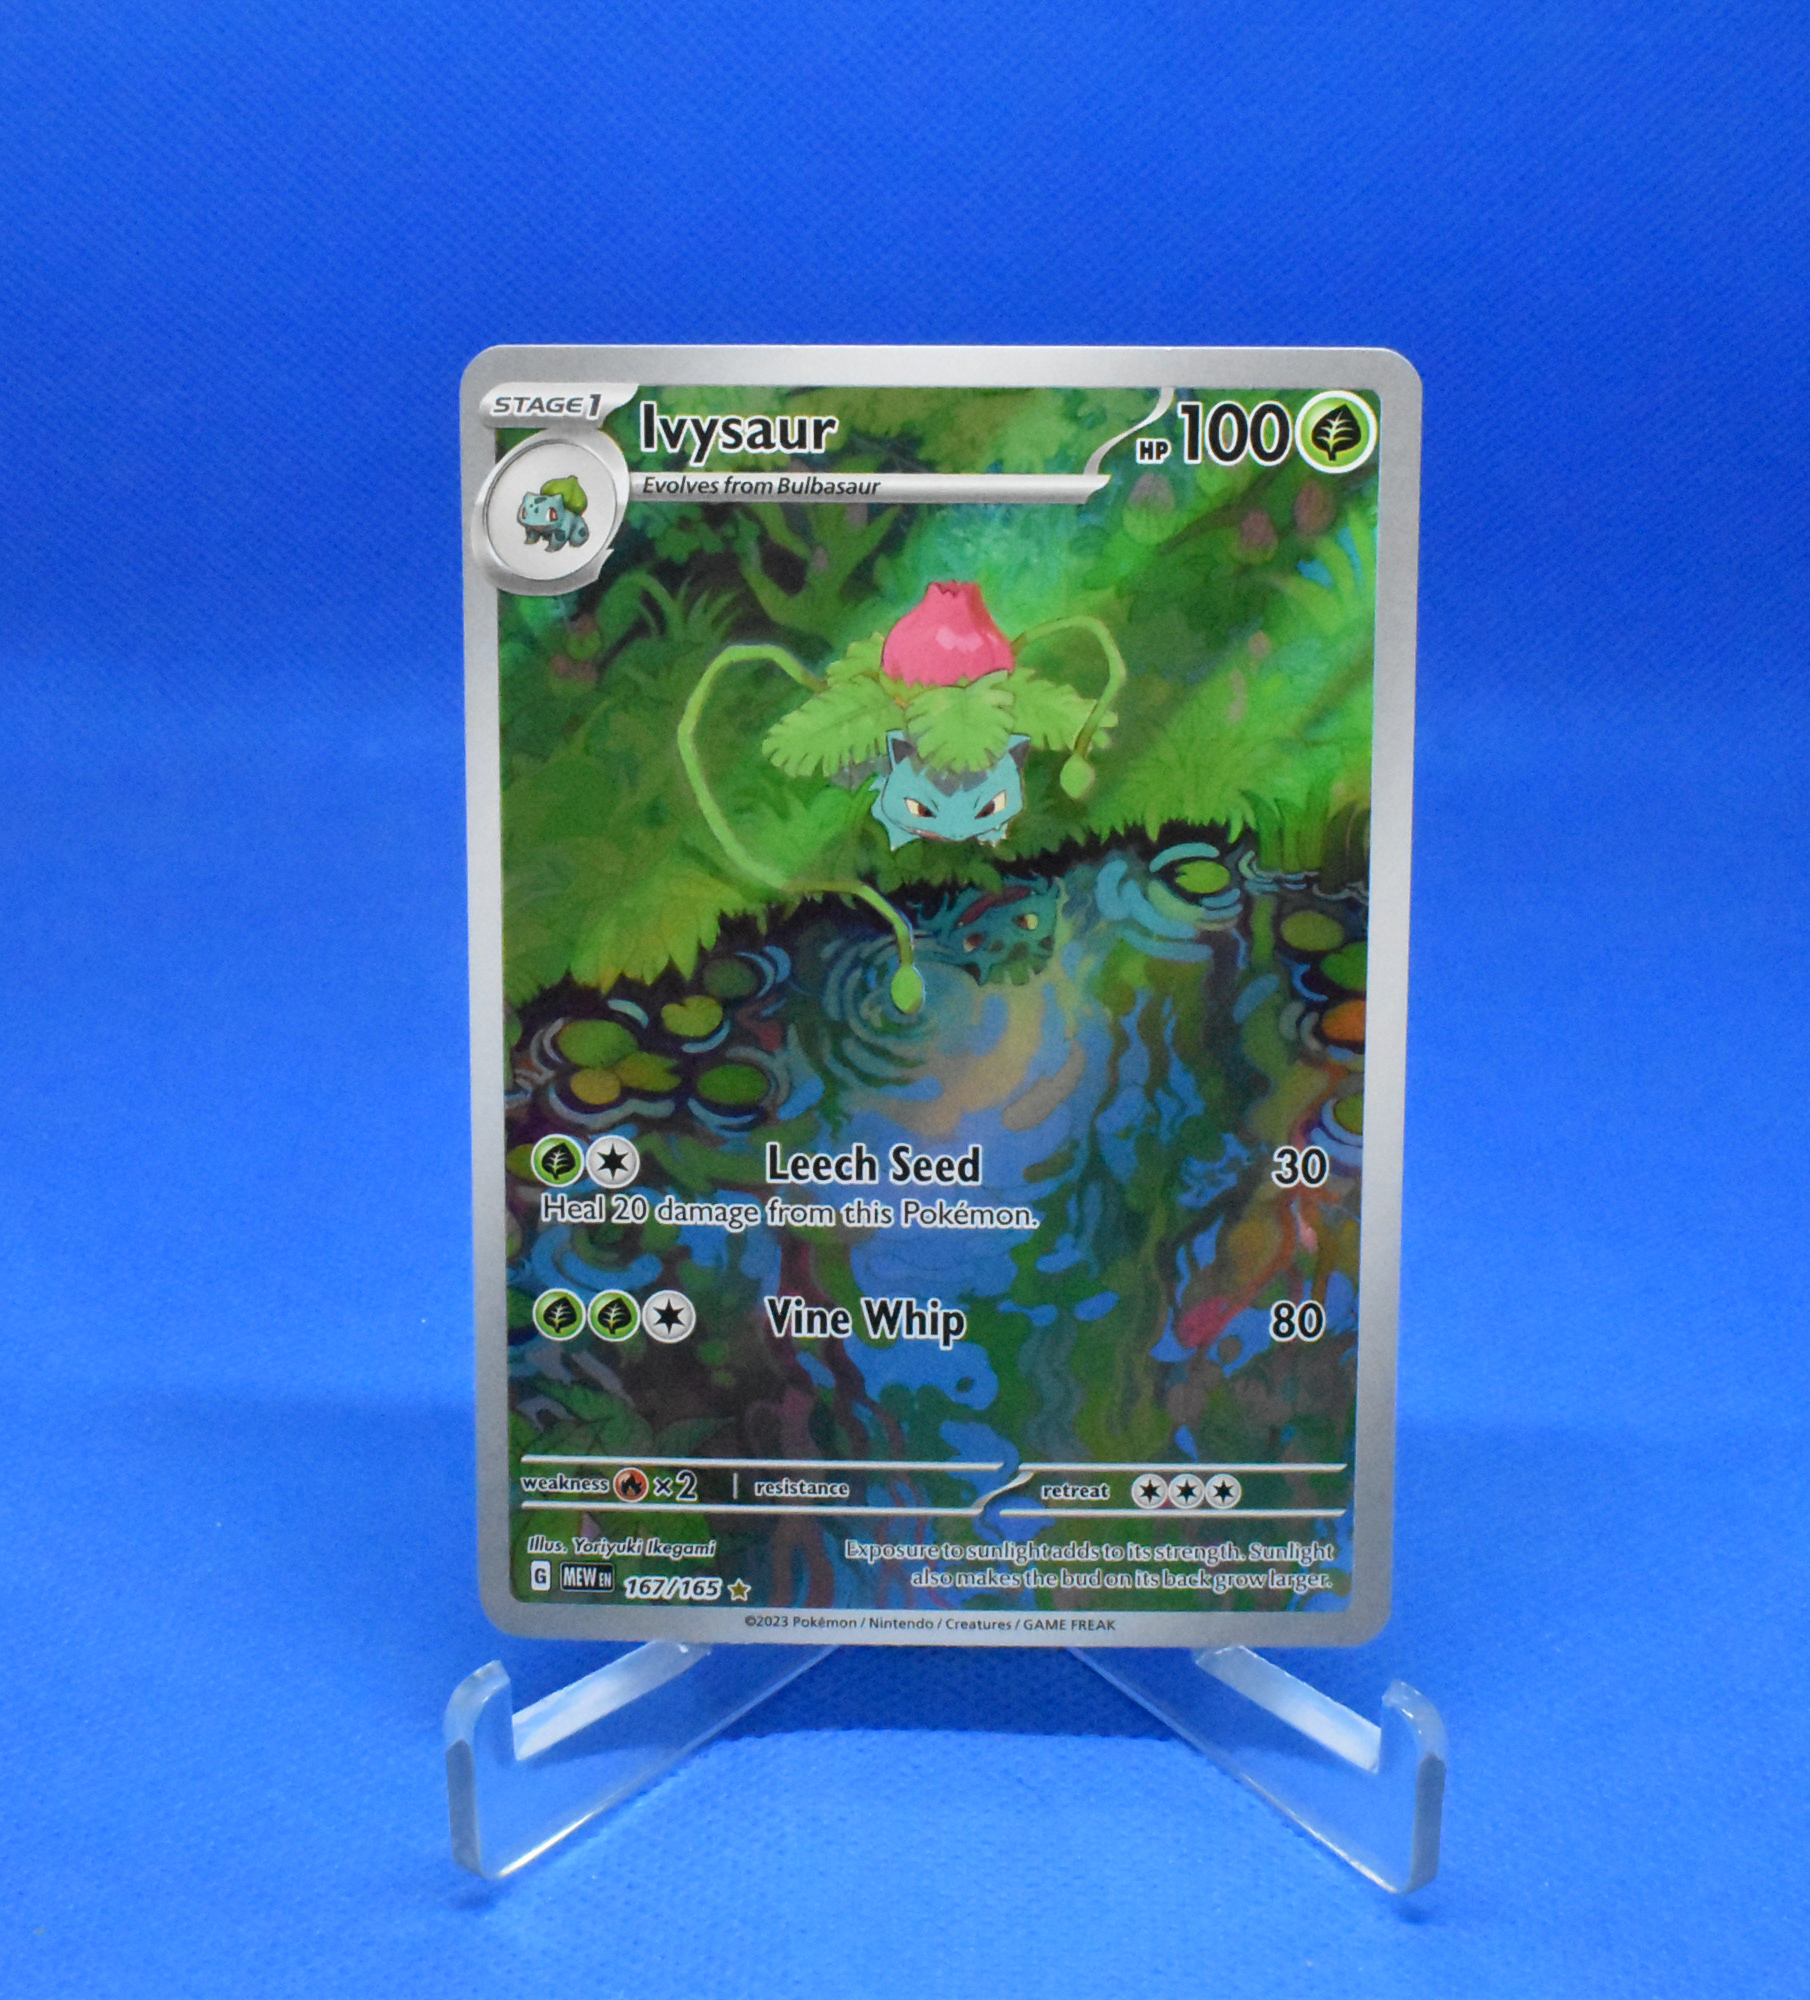 STAGE 1
Ivysaur
HP 100
Evolves from Bulbasaur
Leech Seed 30
Heal 20 damage from this Pokémon.
Vine Whip 80
weakness ×2 resistance retreat
Illus. Yoriyuki Ikegami
Exposure to sunlight adds to its strength. Sunlight
also makes the bud on its back grow larger.
G MEW EN 167/165
©2023 Pokémon / Nintendo / Creatures / GAME FREAK